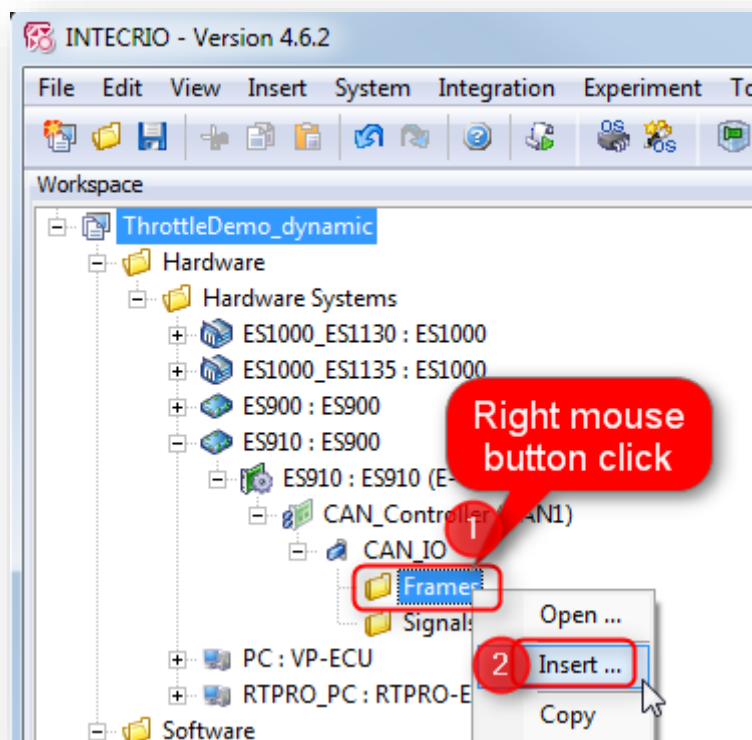 INTECRIO - Version 4.6.2
File Edit View Insert System Integration Experiment
Workspace
ThrottleDemo_dynamic
Hardware
Hardware Systems
ES1000_ES1130 : ES1000
ES1000_ES1135 : ES1000
ES900 : ES900
Right mouse
button click
ES910 : ES900
ES910 : ES910
CAN_Controller
1
CAN_IO
Frames
Signals
Open ...
2
Insert ...
Copy
PC : VP-ECU
RTPRO_PC : RTPRO-E
Software